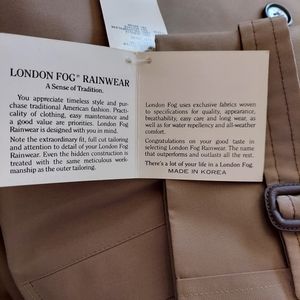 LONDON FOG® RAINWEAR
A Sense of Tradition.
You appreciate timeless style and pur-
chase traditional American fashion. Practi-
cality of clothing, easy maintenance and
a good value are priorities. London Fog
Rainwear is designed with you in mind.
Note the extraordinary fit, full cut tailoring
and attention to detail of your London Fog
Rainwear. Even the hidden construction is
treated with the same meticulous work-
manship as the outer tailoring.
London Fog uses exclusive fabrics woven
to specifications for quality, appearance,
breathability, easy care and long wear, as
well as for water repellency and all-weather
comfort.
Congratulations on your good taste in
selecting London Fog Rainwear. The name
that outperforms and outlasts all the rest.
There's a lot of your life in a London Fog.
MADE IN KOREA